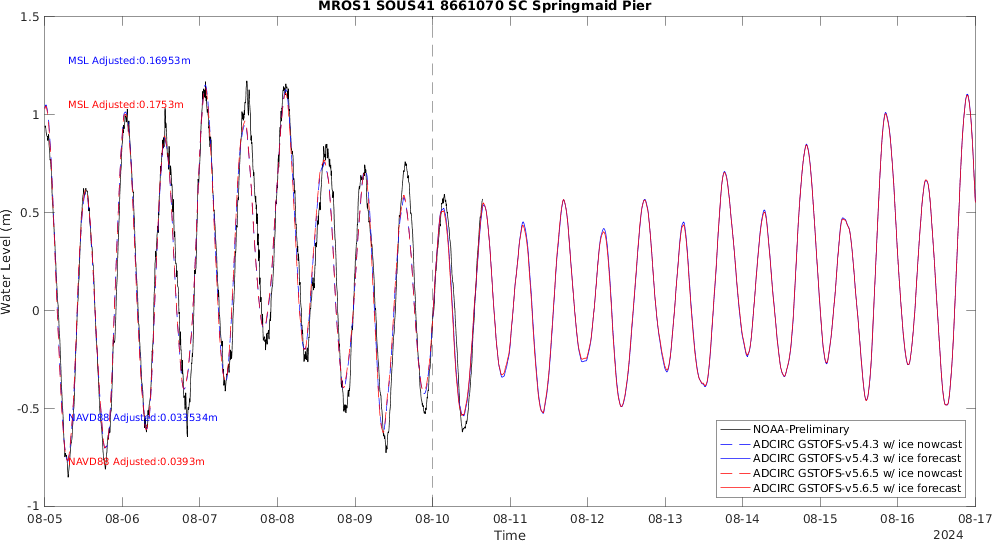 MROS1 SOUS41 8661070 SC Springmaid Pier
Water Level (m)
1.5
1
0.5
0
-0.5
-1
MSL Adjusted:0.16953m
MSL Adjusted:0.1753m
NAVD88 Adjusted:0.033534m
NAVD88 Adjusted:0.0393m
NOAA-Preliminary
ADCIRC GSTOFS-v5.4.3 w/ ice nowcast
ADCIRC GSTOFS-v5.4.3 w/ ice forecast
ADCIRC GSTOFS-v5.6.5 w/ ice nowcast
ADCIRC GSTOFS-v5.6.5 w/ ice forecast
08-05 08-06 08-07 08-08 08-09 08-10 08-11 08-12 08-13 08-14 08-15 08-16 08-17
Time
2024